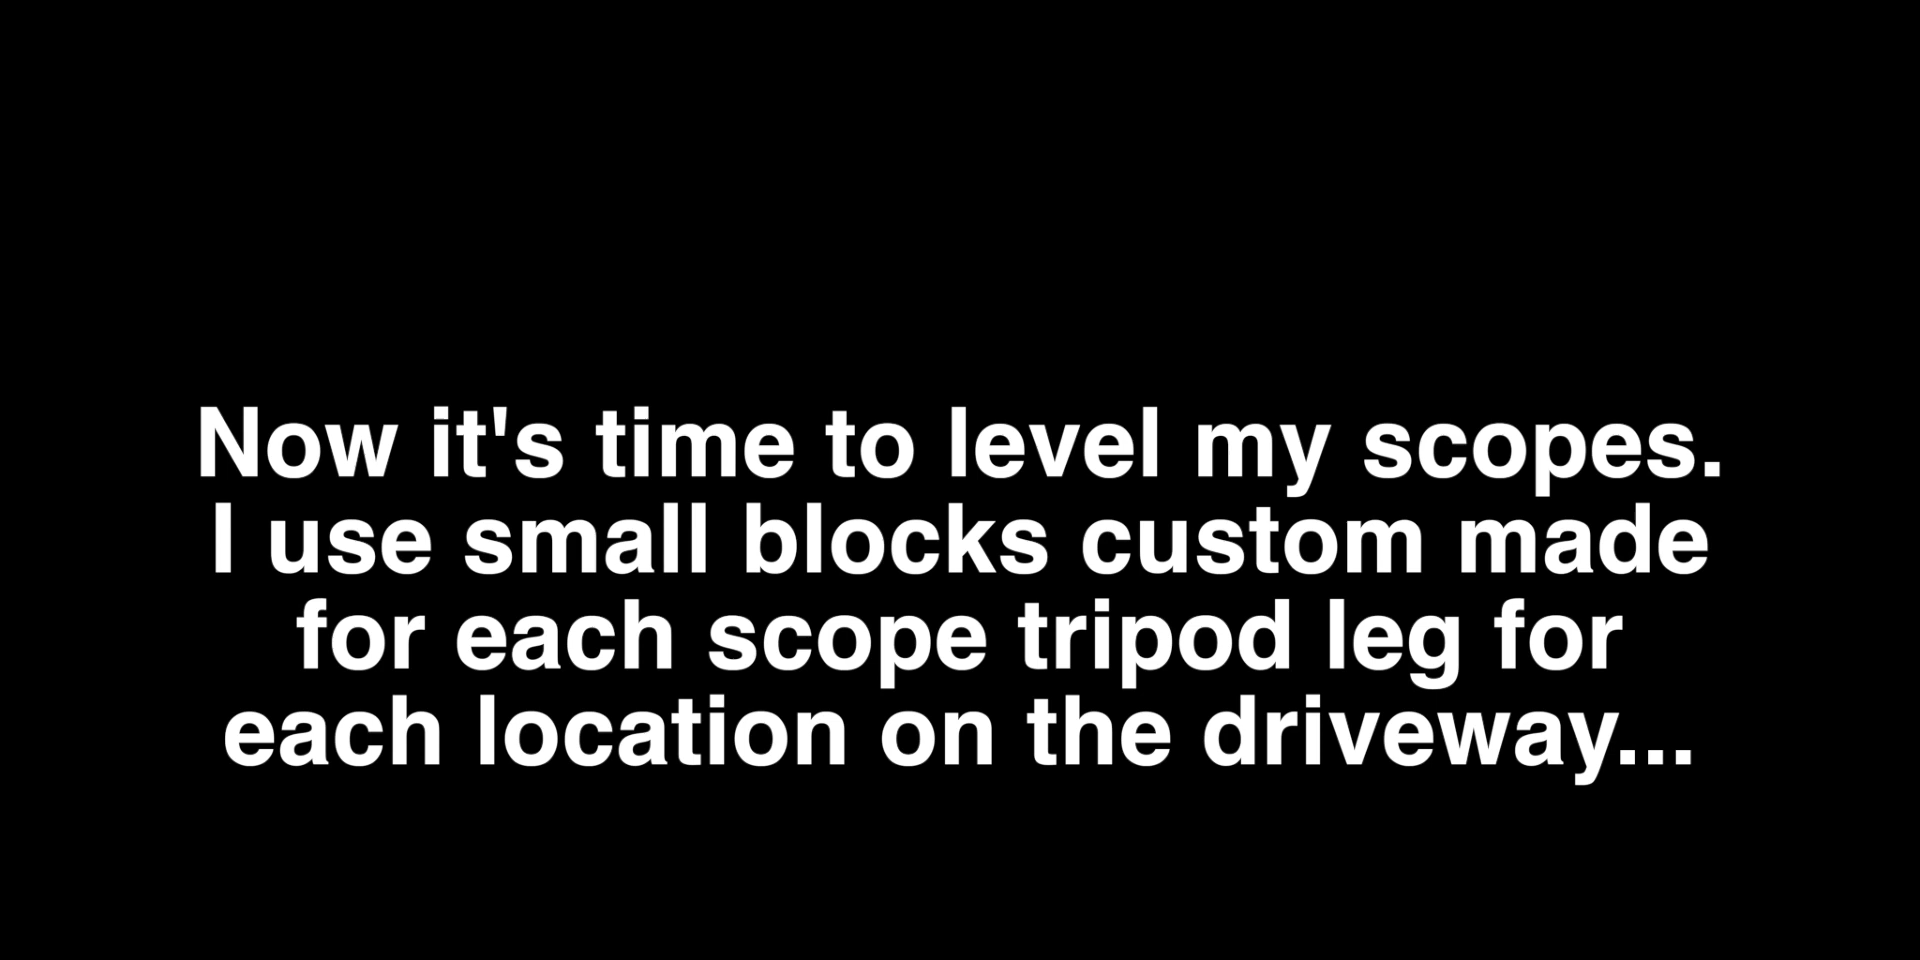 Now it's time to level my scopes.
I use small blocks custom made
for each scope tripod leg for
each location on the driveway...